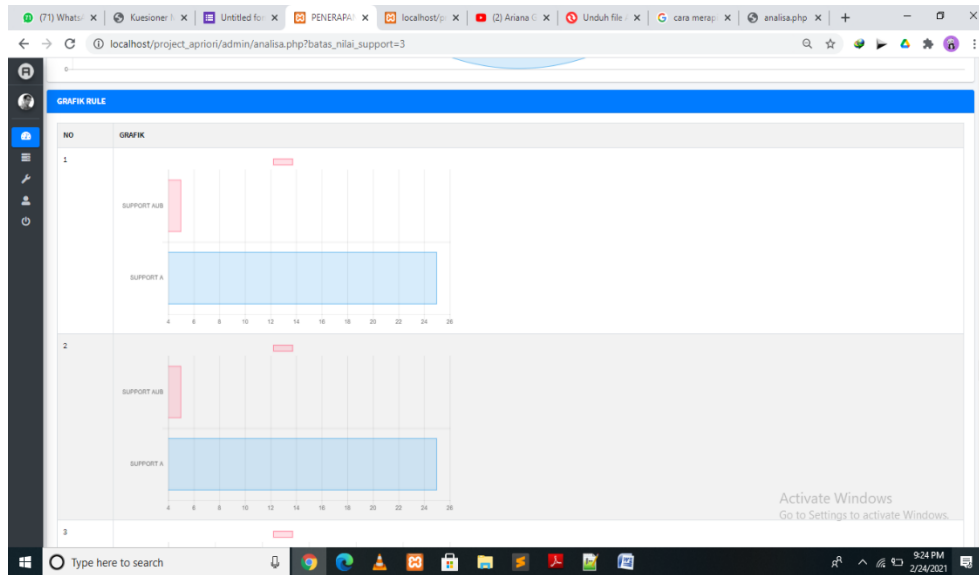 (71) Whats
Kuesioner
Untitled for
PENERAPA
localhost/p
(2) Ariana G
Unduh file
cara merap
analisa.php
localhost/project_apriori/admin/analisa.php?batas_nilai_support=3
0
GRAFIK RULE
NO GRAFIK
1
SUPPORT AUB
SUPPORT A
4 6 8 10 12 14 16 18 20 22 24 26
2
SUPPORT AUB
SUPPORT A
4 6 8 10 12 14 16 18 20 22 24 26
3
Activate Windows
Go to Settings to activate Windows.
Type here to search
9:24 PM
2/24/2021